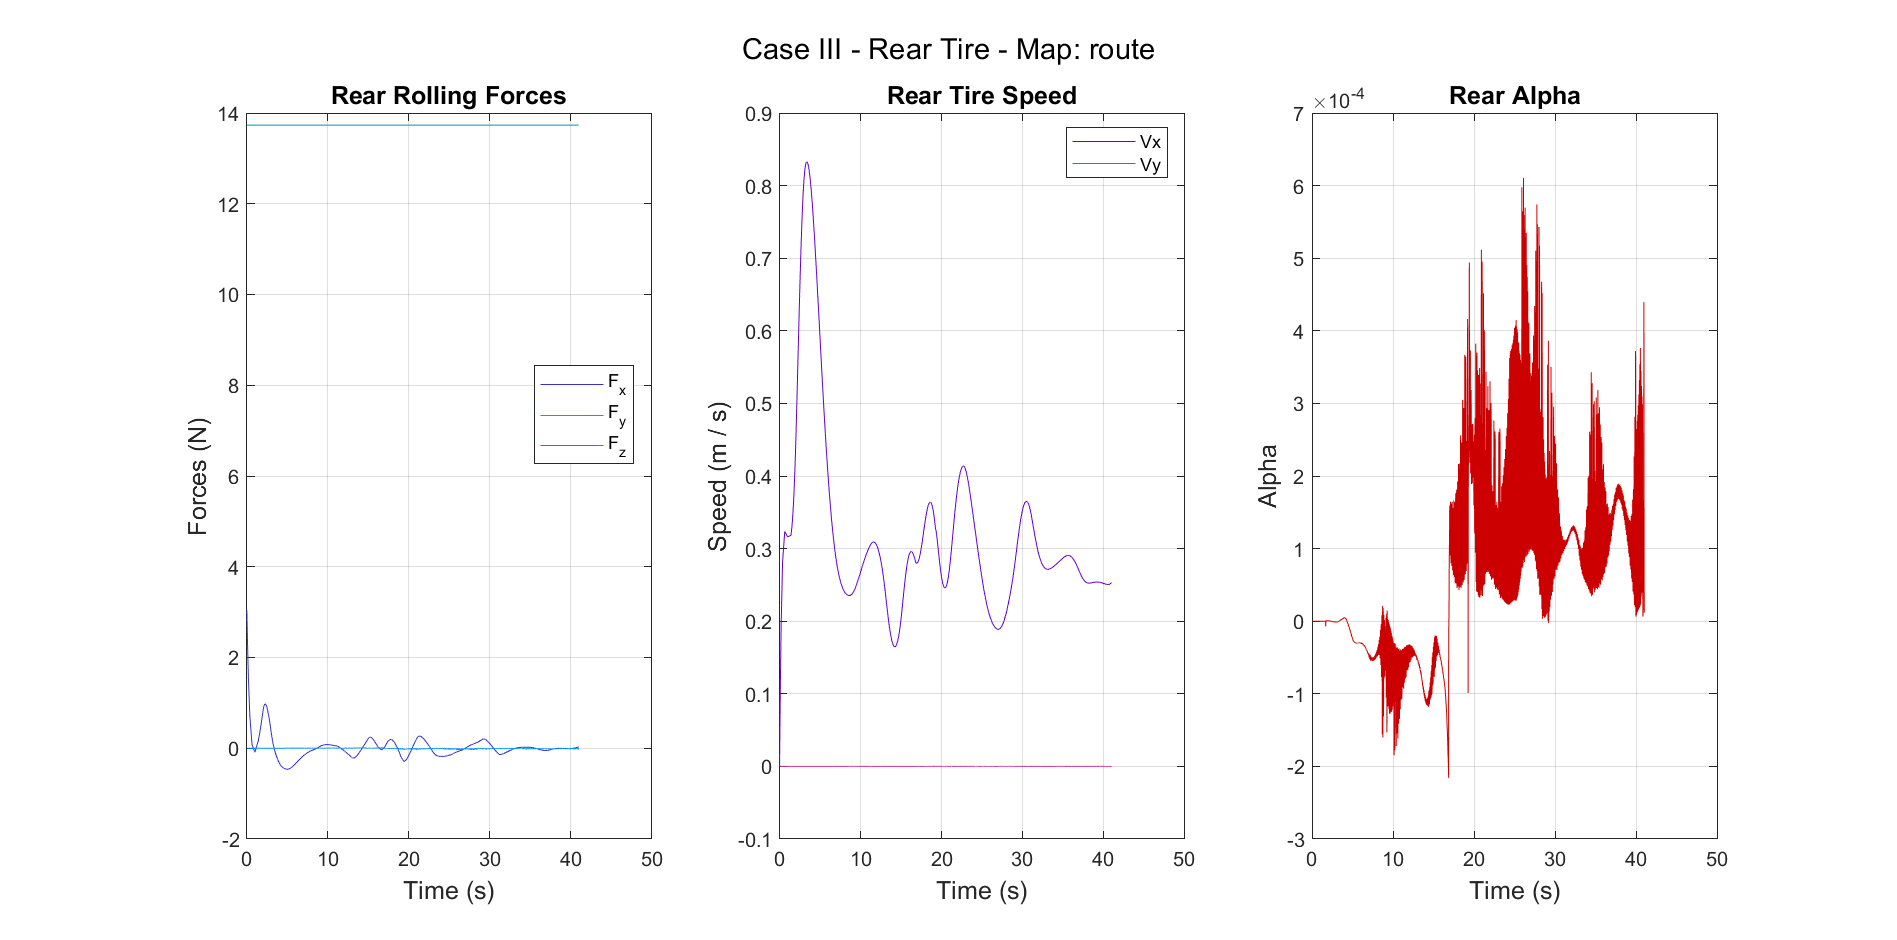 Case III - Rear Tire - Map: route
Rear Rolling Forces
14
12
10
8
6
4
2
0
-2
Forces (N)
F_x
F_y
F_z
0 10 20 30 40 50
Time (s)
Rear Tire Speed
0.9
0.8
0.7
0.6
0.5
0.4
0.3
0.2
0.1
0
-0.1
Speed (m / s)
Vx
Vy
0 10 20 30 40 50
Time (s)
Rear Alpha
×10^-4
7
6
5
4
3
2
1
0
-1
-2
-3
Alpha
0 10 20 30 40 50
Time (s)